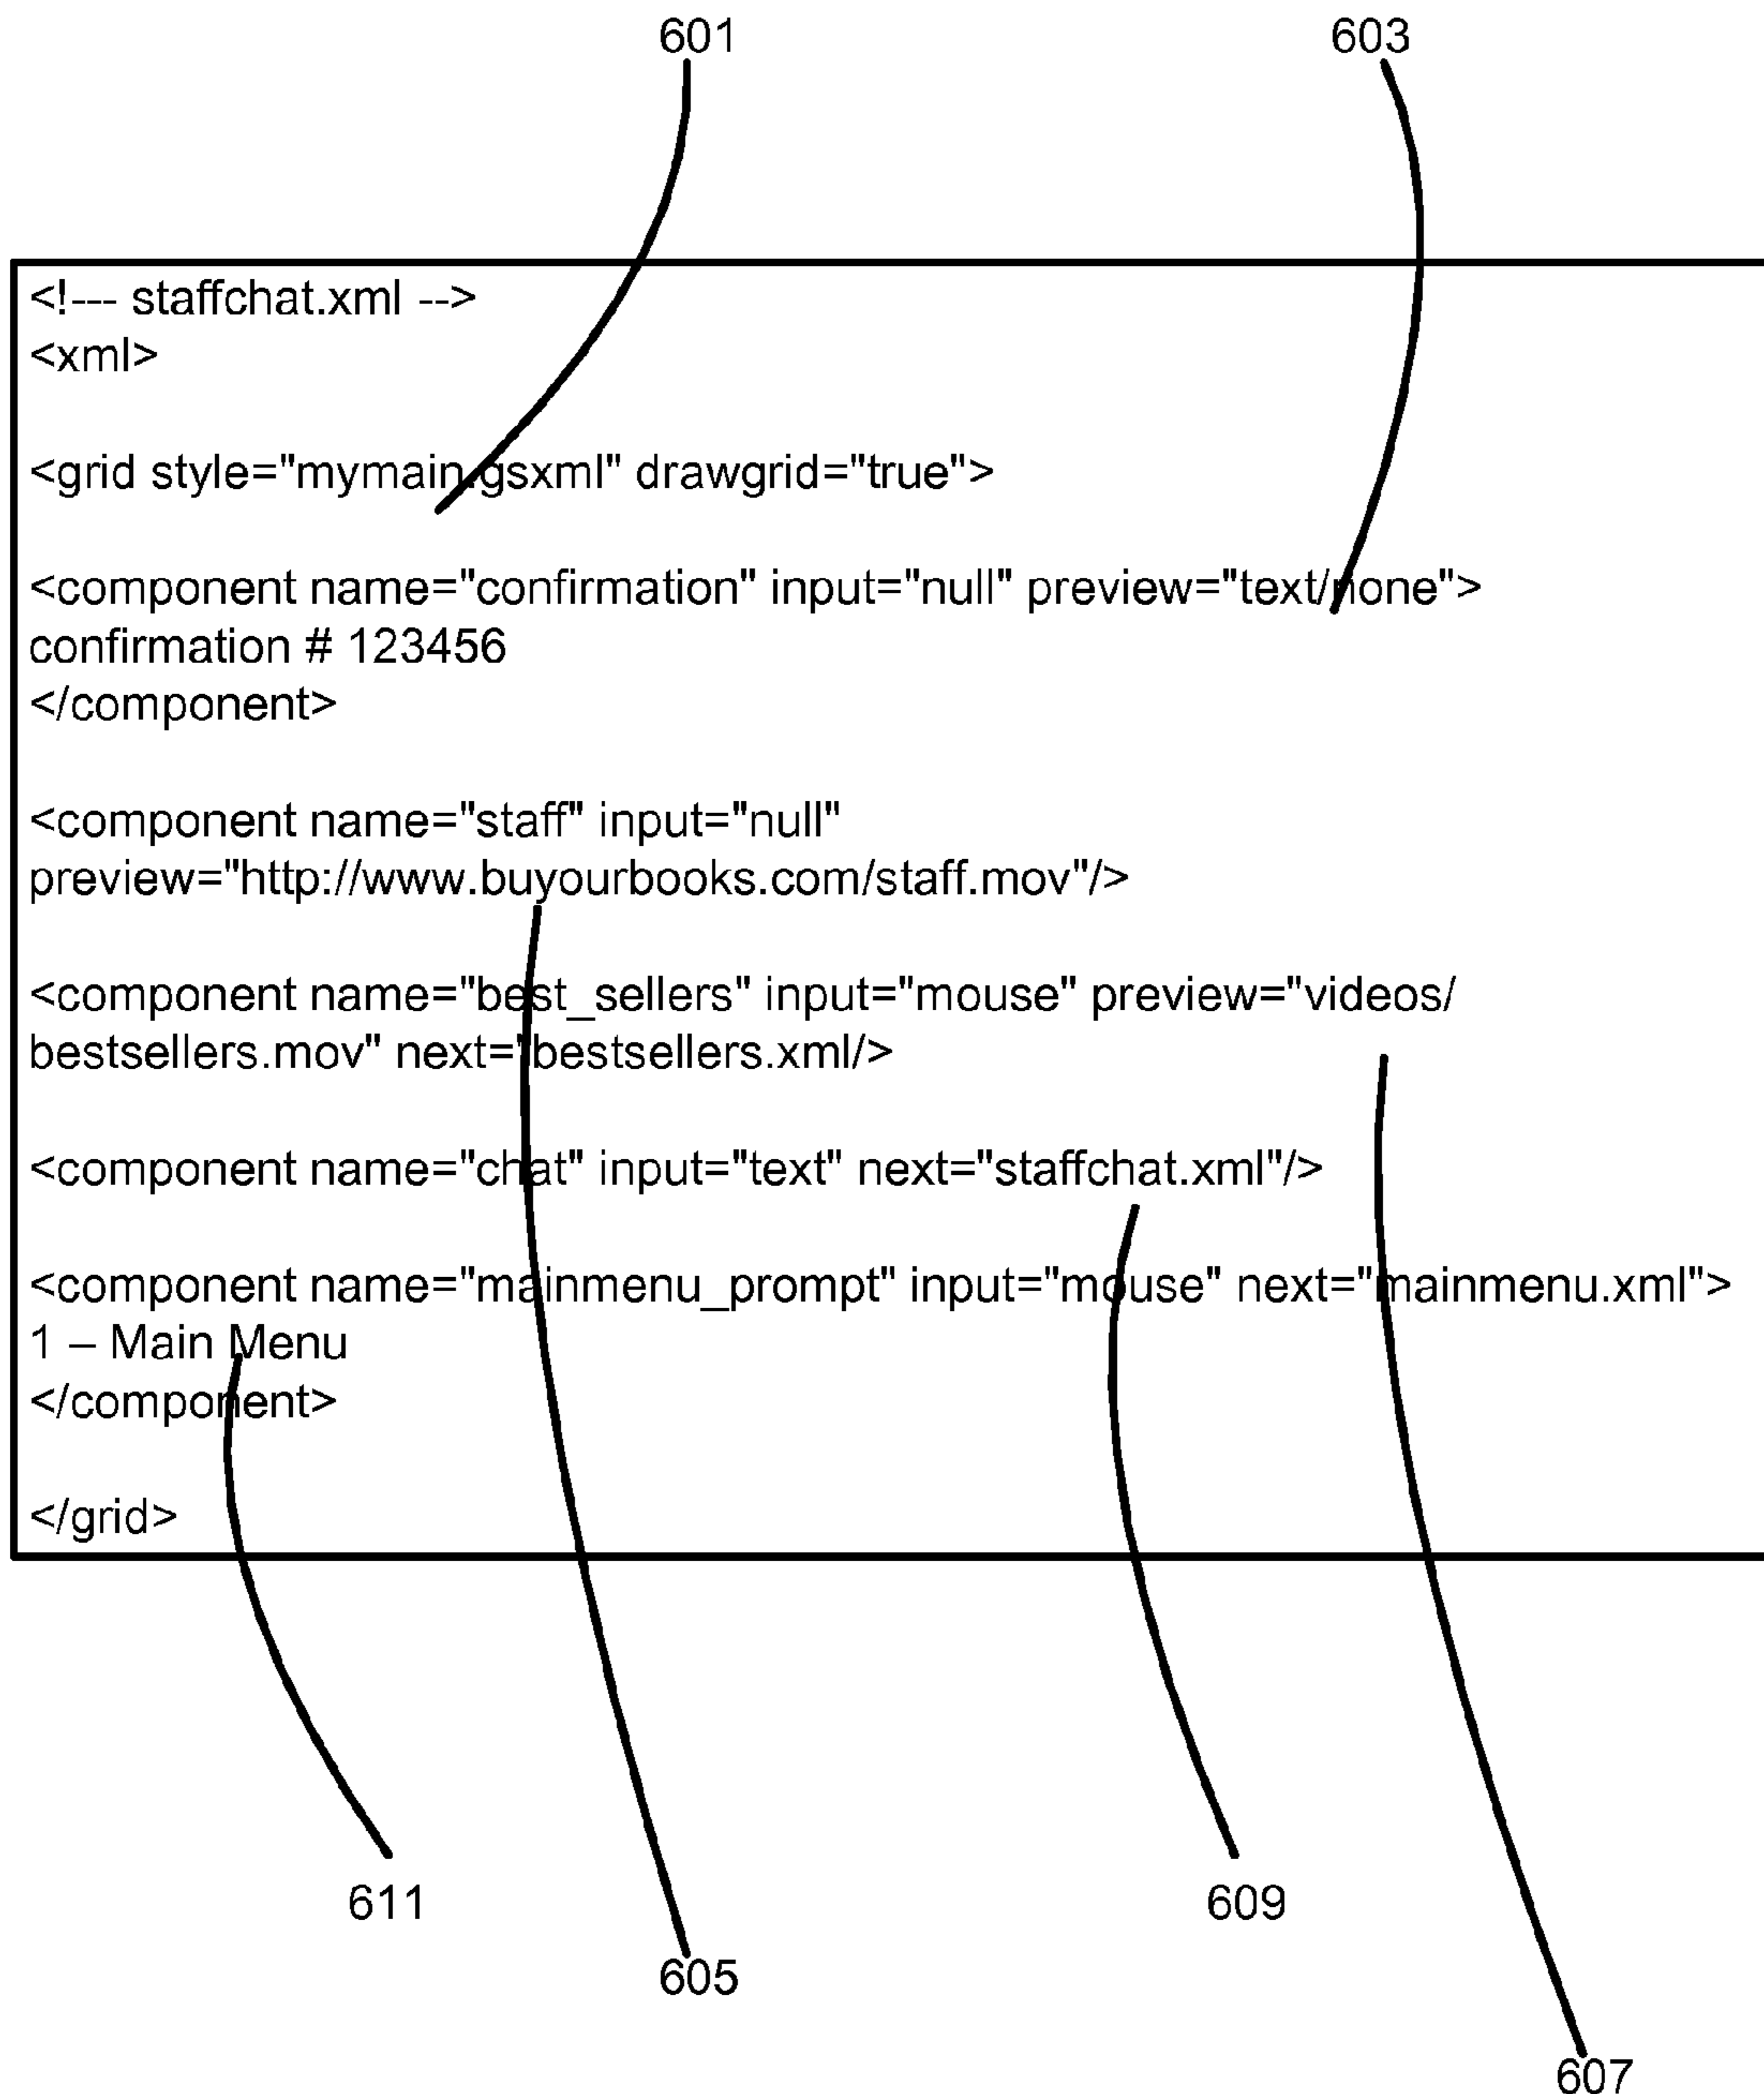 601 603
<!--- staffchat.xml -->
<xml>
<grid style="mymain.gsxml" drawgrid="true">
<component name="confirmation" input="null" preview="text/none">
confirmation # 123456
</component>
<component name="staff" input="null"
preview="http://www.buyourbooks.com/staff.mov"/>
<component name="best_sellers" input="mouse" preview="videos/
bestsellers.mov" next="bestsellers.xml/>
<component name="chat" input="text" next="staffchat.xml"/>
<component name="mainmenu_prompt" input="mouse" next="mainmenu.xml">
1 – Main Menu
</component>
</grid>
611 609
605
607